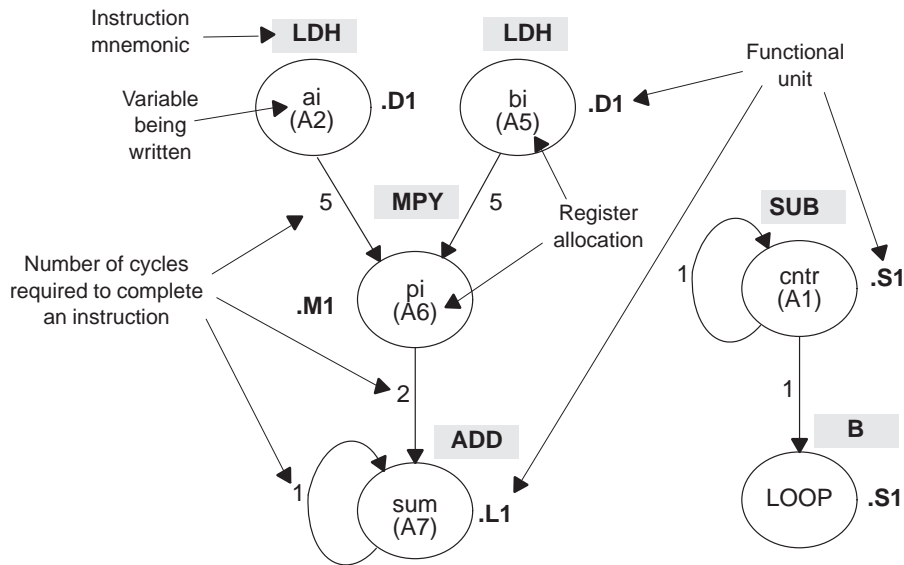 Instruction
mnemonic
LDH
LDH
Functional
unit
Variable
being
written
ai
(A2)
.D1
bi
(A5)
.D1
5
MPY
5
Register
allocation
SUB
Number of cycles
required to complete
an instruction
.M1
pi
(A6)
1
cntr
(A1)
.S1
2
1
ADD
B
1
sum
(A7)
.L1
LOOP
.S1